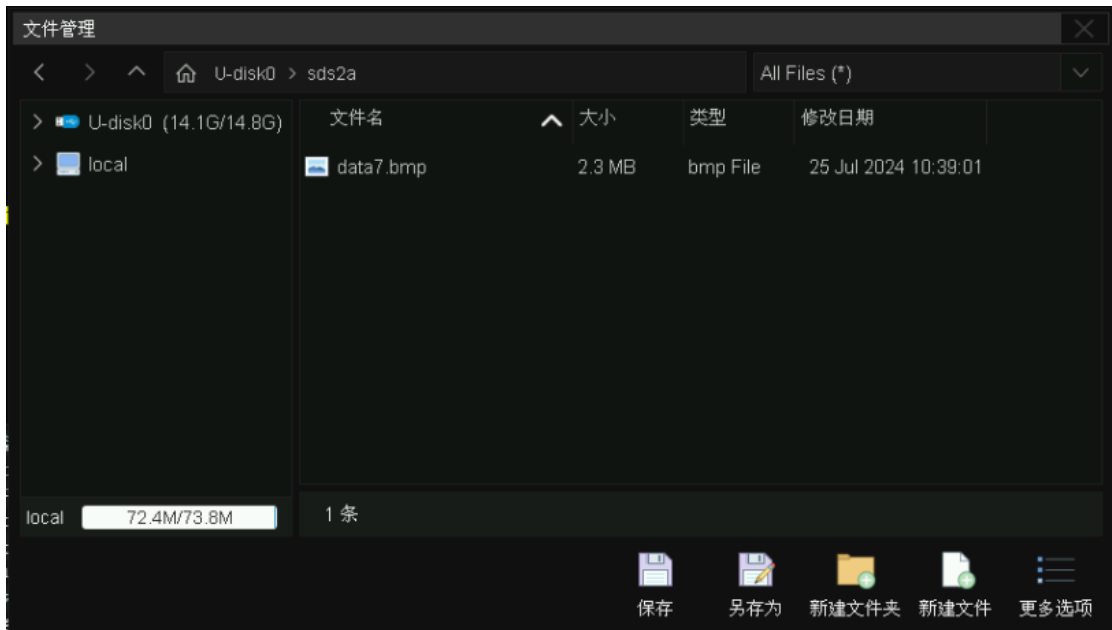 文件管理
U-disk0 > sds2a
All Files (*)
U-disk0 (14.1G/14.8G)
local
文件名 大小 类型 修改日期
data7.bmp 2.3 MB bmp File 25 Jul 2024 10:39:01
local 72.4M/73.8M
1 条
保存 另存为 新建文件夹 新建文件 更多选项